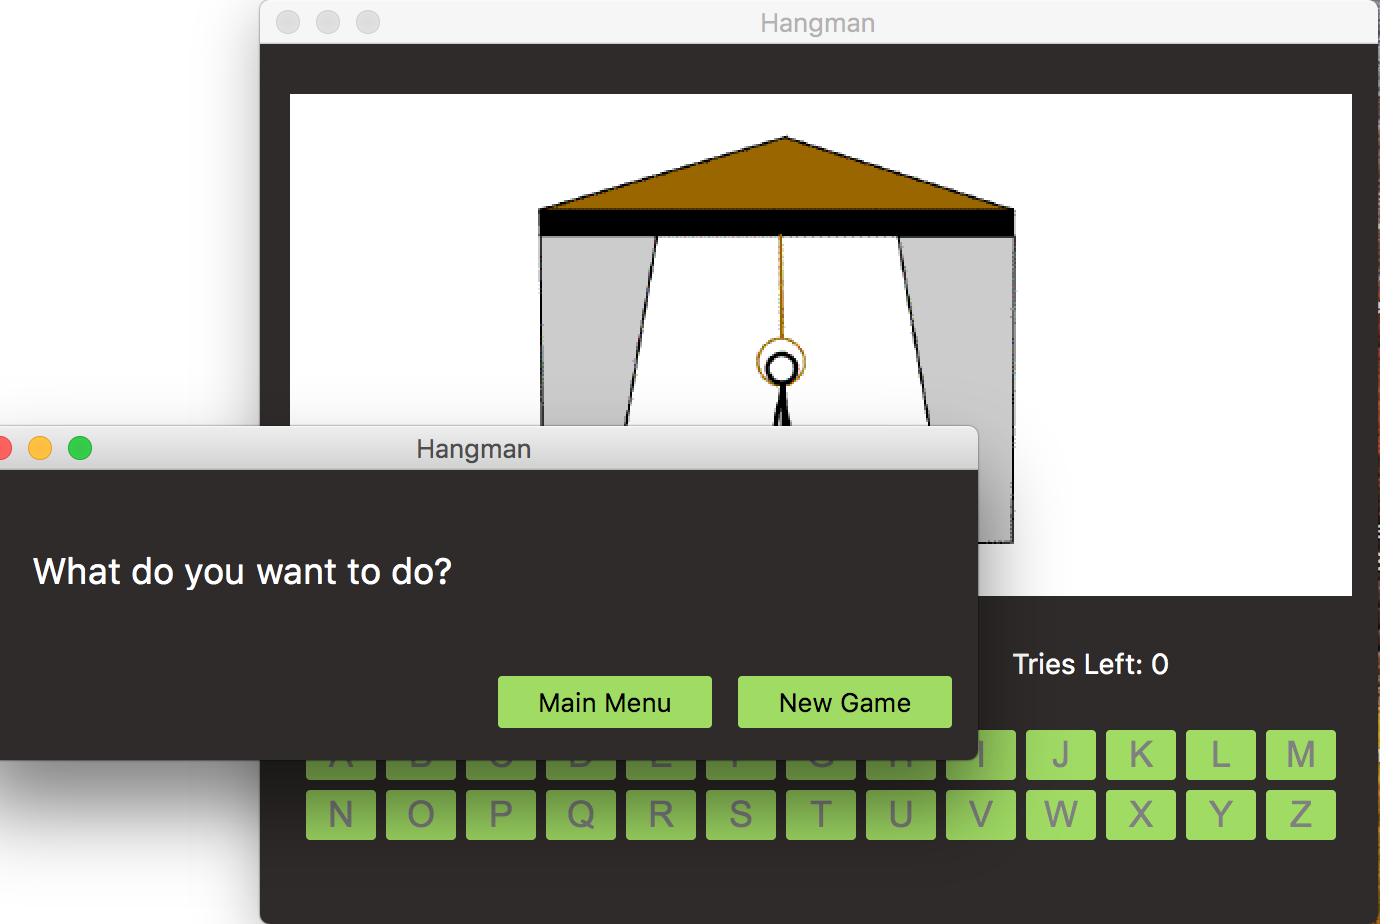 Hangman
Hangman
What do you want to do?
Main Menu
New Game
Tries Left: 0
A B C D E F G H I J K L M
N O P Q R S T U V W X Y Z